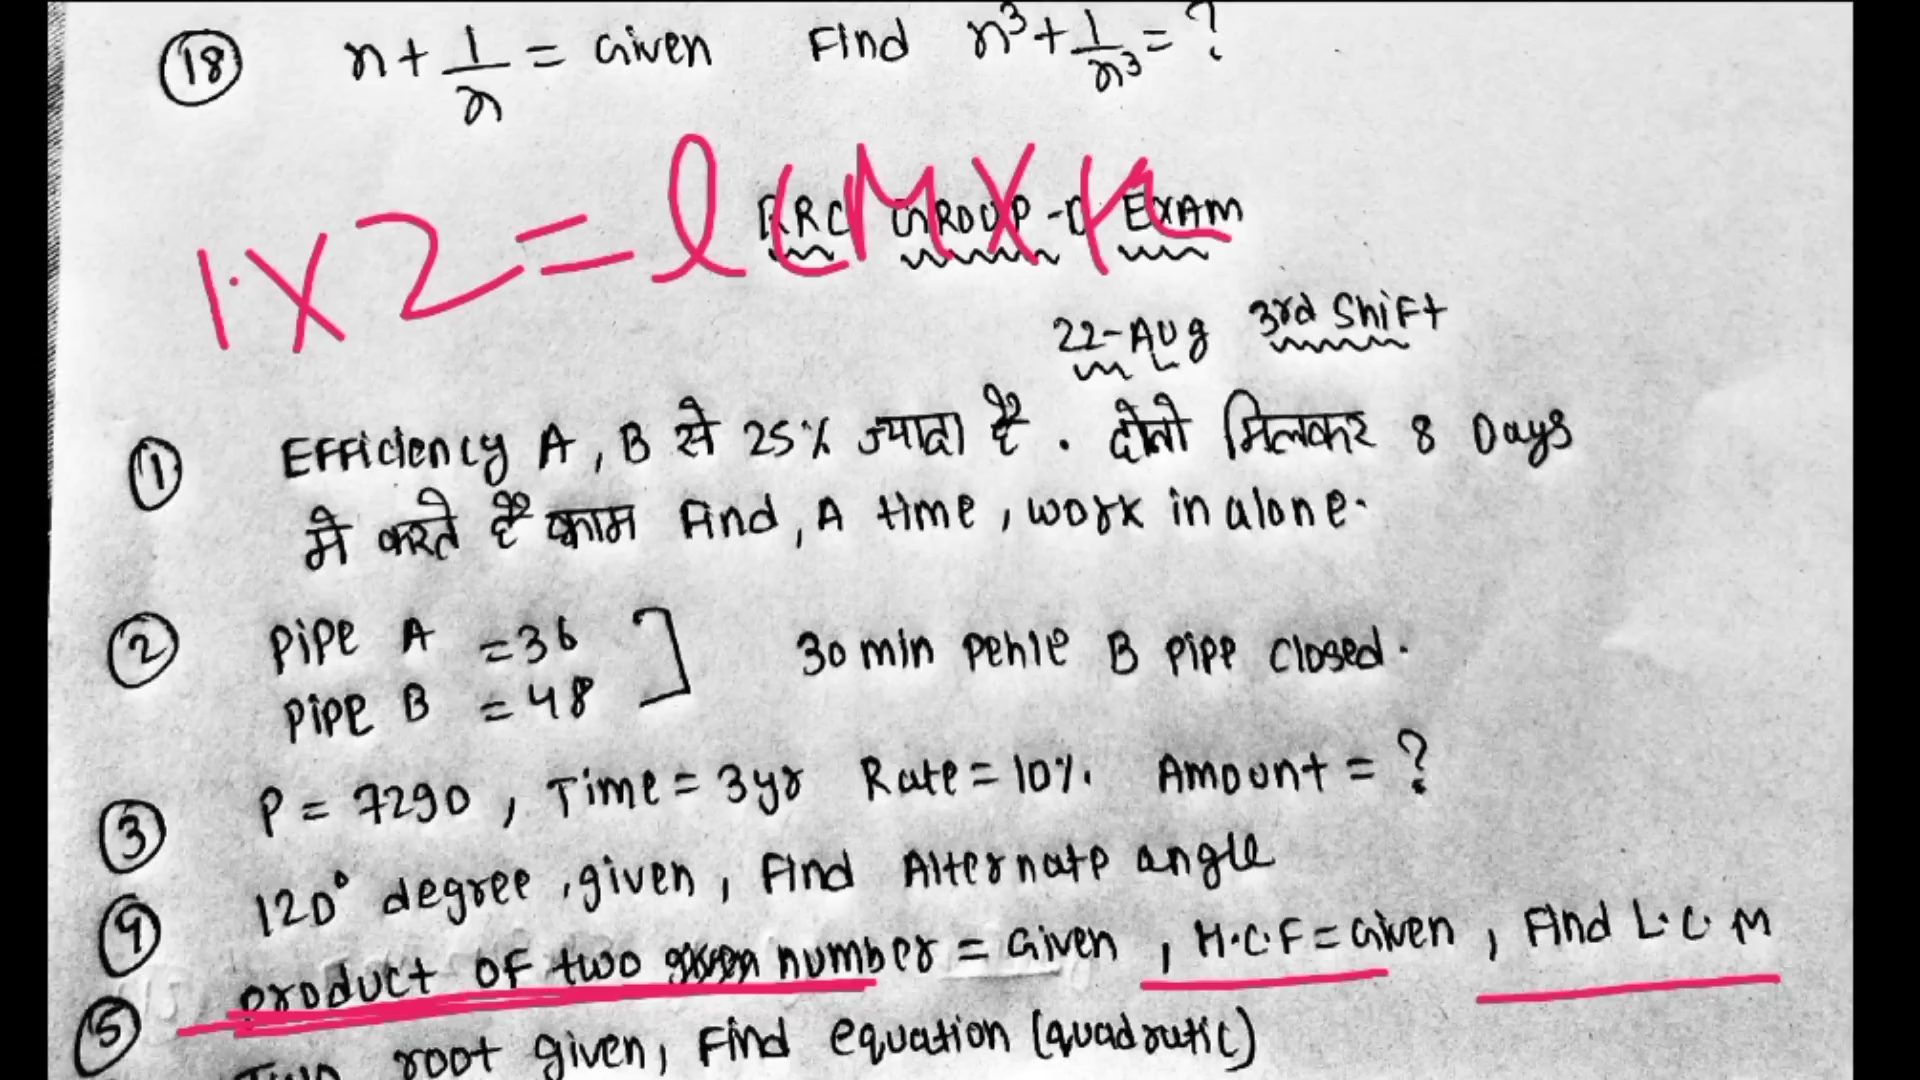 18 x + 1/x = Given Find x³ + 1/x³ = ?
1 X 2 = LCM X H
RRC GROUP-D EXAM
22-Aug 3rd Shift
1 Efficiency A, B से 25% ज्यादा है. दोनो मिलकर 8 Days
मे करते है काम Find, A time, work in alone.
2 Pipe A = 36
Pipe B = 48 ] 30 min Pehle B pipe closed.
3 P = 7290, Time = 3yr Rate = 10%. Amount = ?
4 120° degree, given, Find Alternate angle
5 product of two number = Given, H.C.F = Given, Find L.C.M
root given, Find equation (quadratic)